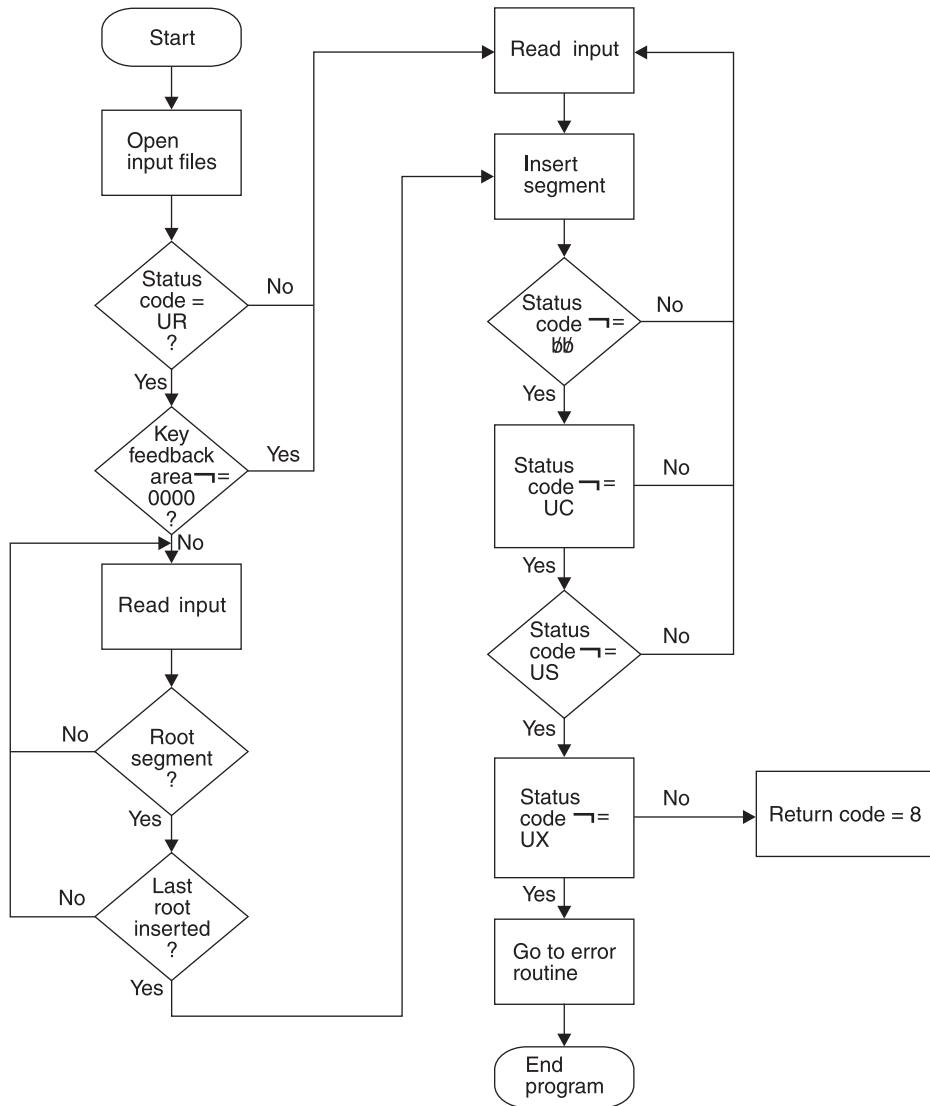 Start
Open
input files
Status
code =
UR
?
No
Yes
Key
feedback
area ¬=
0000
?
Yes
No
Read input
Root
segment
?
No
Yes
Last
root
inserted
?
No
Yes
Read input
Insert
segment
Status
code ¬=
b̸b̸
No
Yes
Status
code ¬=
UC
No
Yes
Status
code ¬=
US
No
Yes
Status
code ¬=
UX
No
Return code = 8
Yes
Go to error
routine
End
program